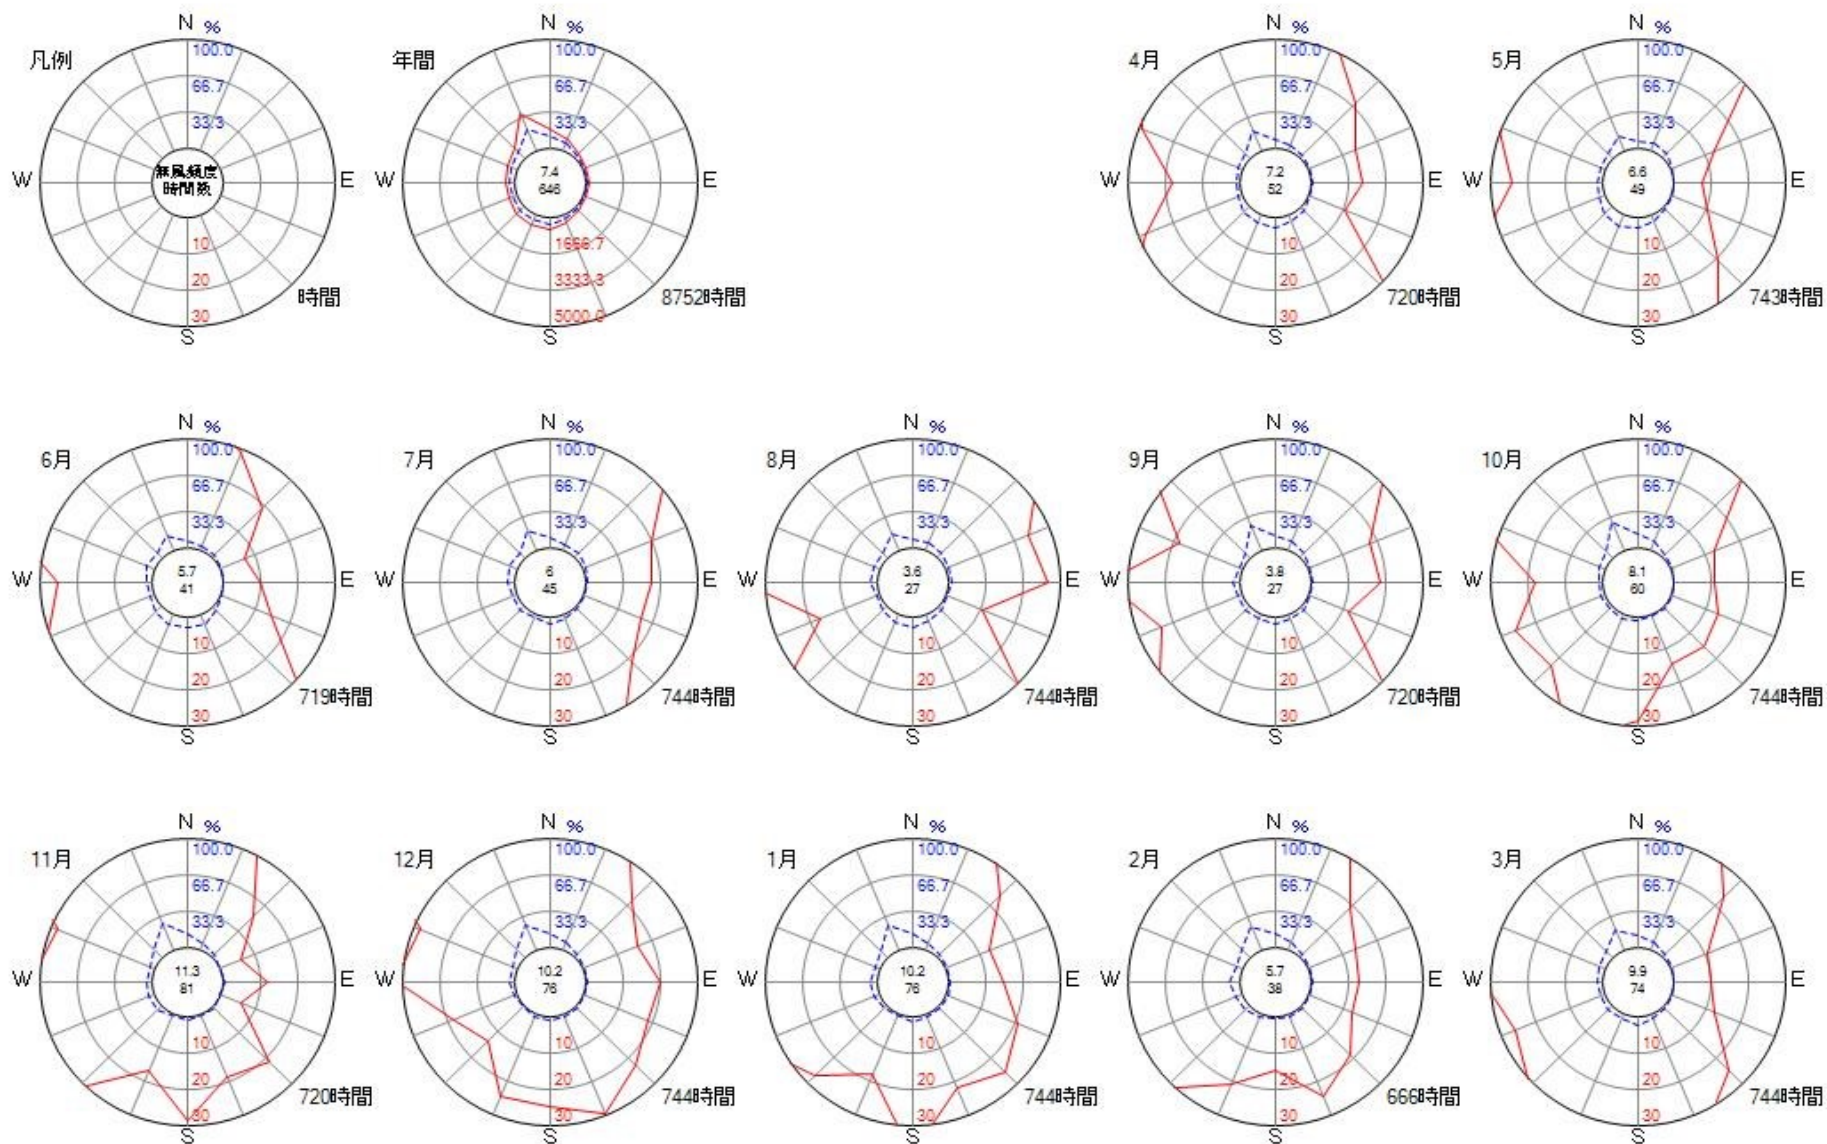 凡例
N %
100.0
66.7
33.3
W
無風頻度
時間数
E
10
20
30
時間
S
年間
N %
100.0
66.7
33.3
W
7.4
646
E
1666.7
3333.3
5000.0
8752時間
S
4月
N %
100.0
66.7
33.3
W
7.2
52
E
10
20
30
720時間
S
5月
N %
100.0
66.7
33.3
W
6.6
49
E
10
20
30
743時間
S
6月
N %
100.0
66.7
33.3
W
5.7
41
E
10
20
30
719時間
S
7月
N %
100.0
66.7
33.3
W
6
45
E
10
20
30
744時間
S
8月
N %
100.0
66.7
33.3
W
3.6
27
E
10
20
30
744時間
S
9月
N %
100.0
66.7
33.3
W
3.8
27
E
10
20
30
720時間
S
10月
N %
100.0
66.7
33.3
W
8.1
60
E
10
20
30
744時間
S
11月
N %
100.0
66.7
33.3
W
11.3
81
E
10
20
30
720時間
S
12月
N %
100.0
66.7
33.3
W
10.2
76
E
10
20
30
744時間
S
1月
N %
100.0
66.7
33.3
W
10.2
76
E
10
20
30
744時間
S
2月
N %
100.0
66.7
33.3
W
5.7
38
E
10
20
30
666時間
S
3月
N %
100.0
66.7
33.3
W
9.9
74
E
10
20
30
744時間
S